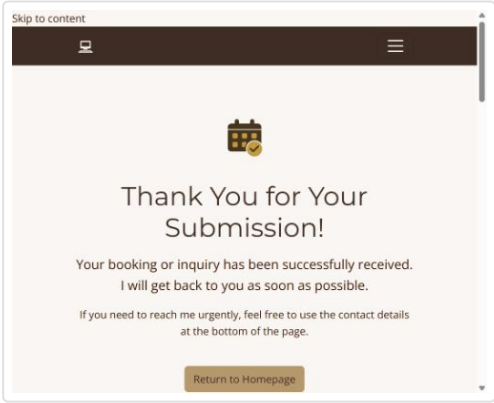 Skip to content
Thank You for Your
Submission!
Your booking or inquiry has been successfully received.
I will get back to you as soon as possible.
If you need to reach me urgently, feel free to use the contact details
at the bottom of the page.
Return to Homepage